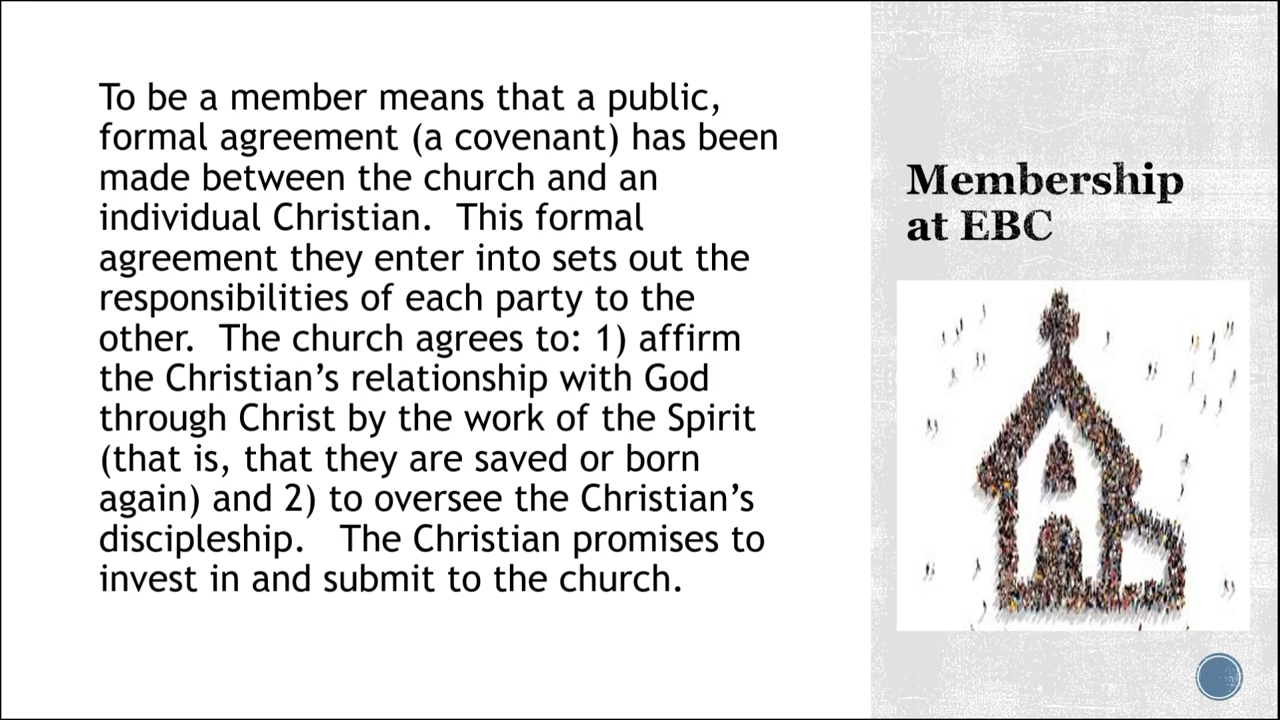 To be a member means that a public,
formal agreement (a covenant) has been
made between the church and an
individual Christian.  This formal
agreement they enter into sets out the
responsibilities of each party to the
other.  The church agrees to: 1) affirm
the Christian’s relationship with God
through Christ by the work of the Spirit
(that is, that they are saved or born
again) and 2) to oversee the Christian’s
discipleship.   The Christian promises to
invest in and submit to the church.
Membership
at EBC